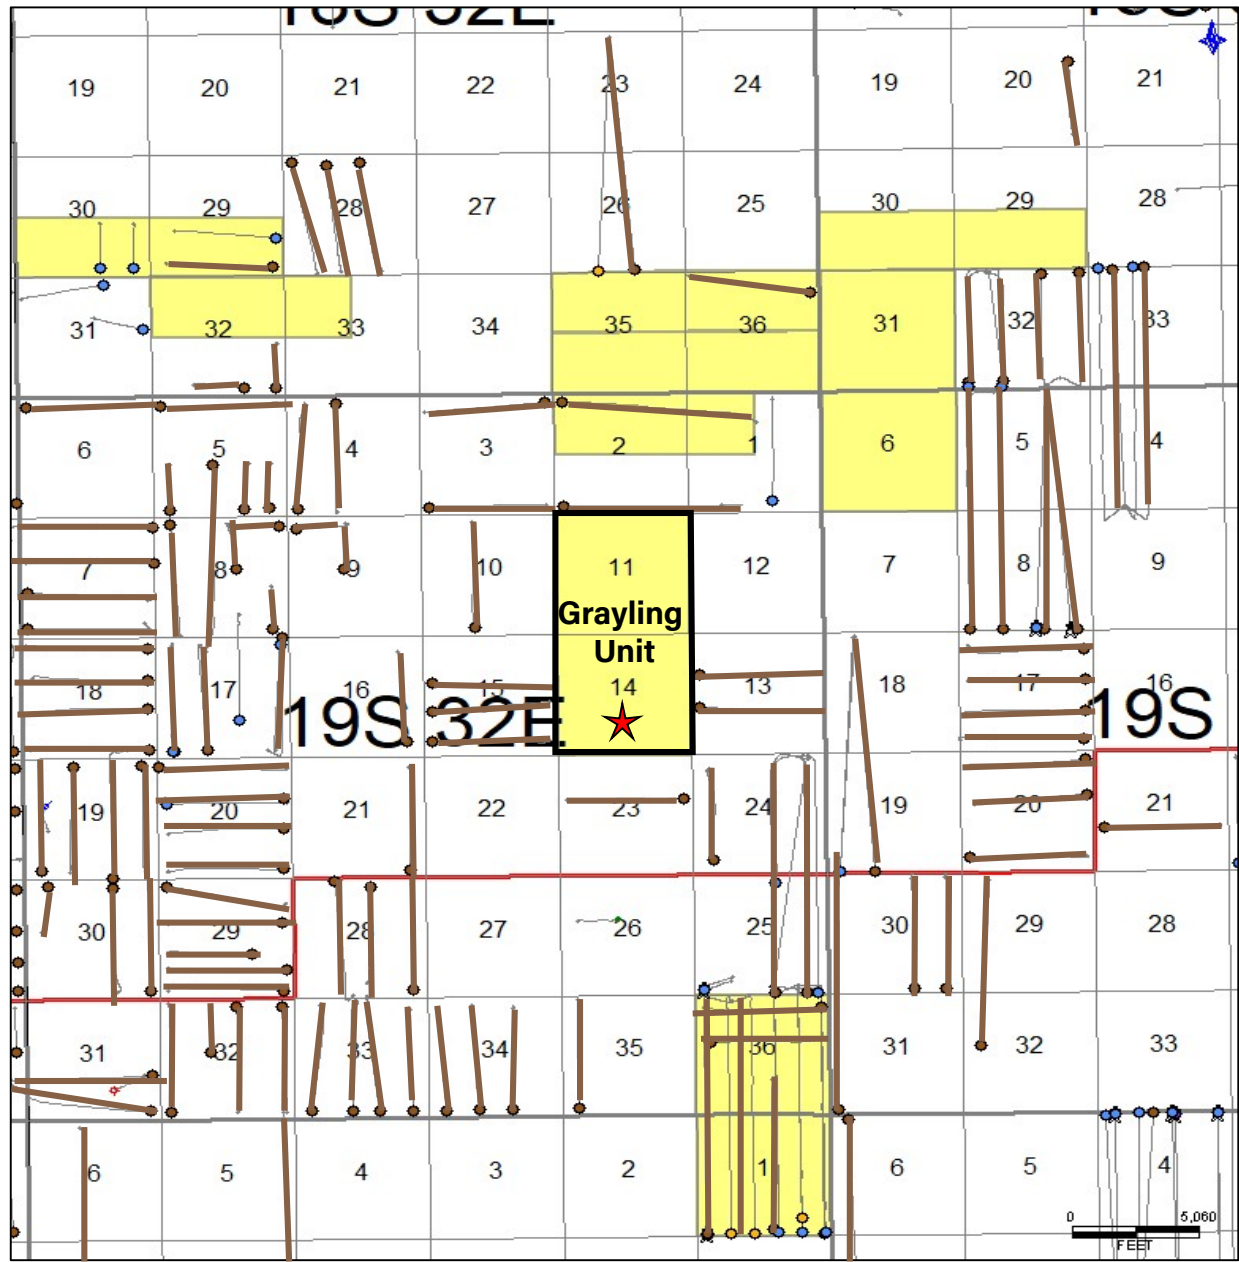 18S 32E
19 20 21 22 23 24 19 20 21
30 29 28 27 26 25 30 29 28
31 32 33 34 35 36 31 32 33
6 5 4 3 2 1 6 5 4
7 8 9 10 11 12 7 8 9
Grayling
Unit
18 17 16 15 14 13 18 17 16
19S 32E 19S
19 20 21 22 23 24 19 20 21
30 29 28 27 26 25 30 29 28
31 32 33 34 35 36 31 32 33
6 5 4 3 2 1 6 5 4
0 5,060
FEET